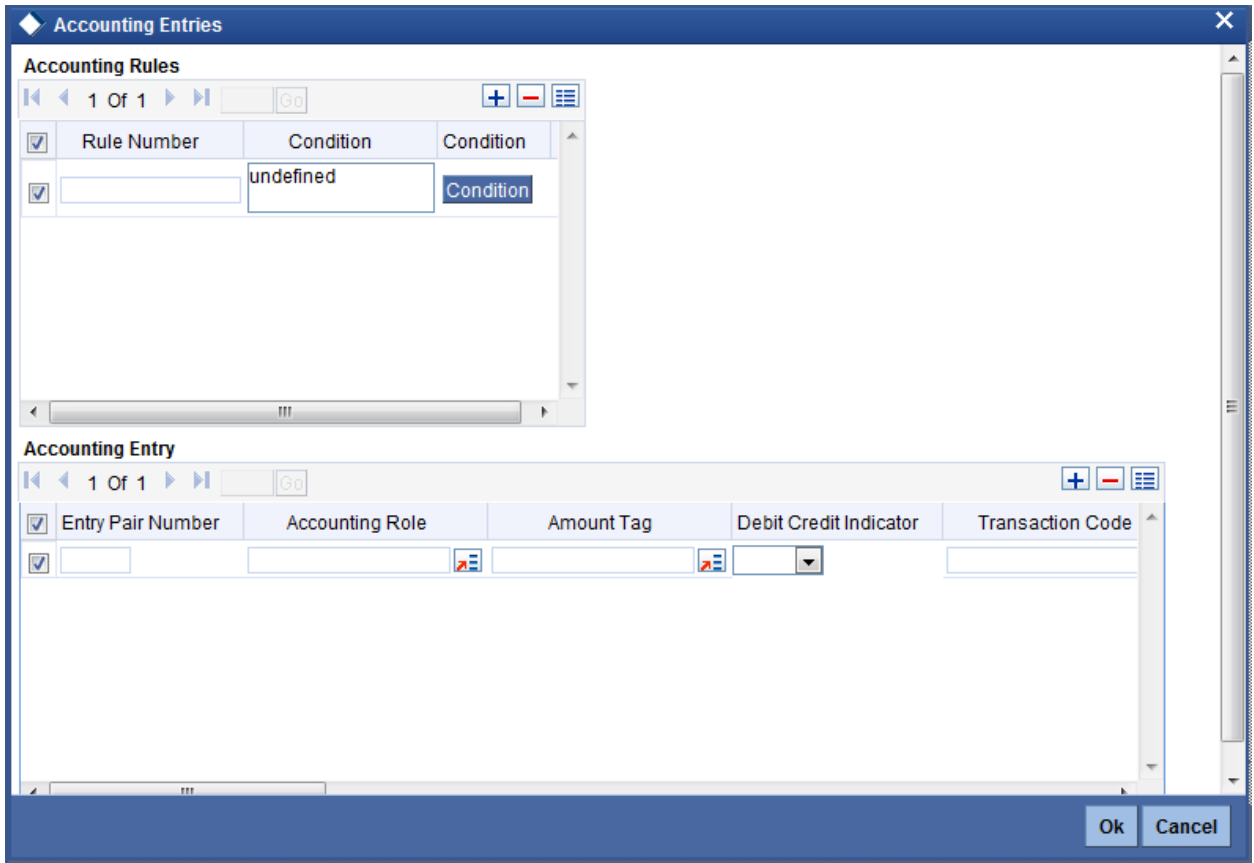 Accounting Entries
Accounting Rules
1 Of 1 Go
Rule Number Condition Condition
undefined Condition
Accounting Entry
1 Of 1 Go
Entry Pair Number Accounting Role Amount Tag Debit Credit Indicator Transaction Code
Ok Cancel